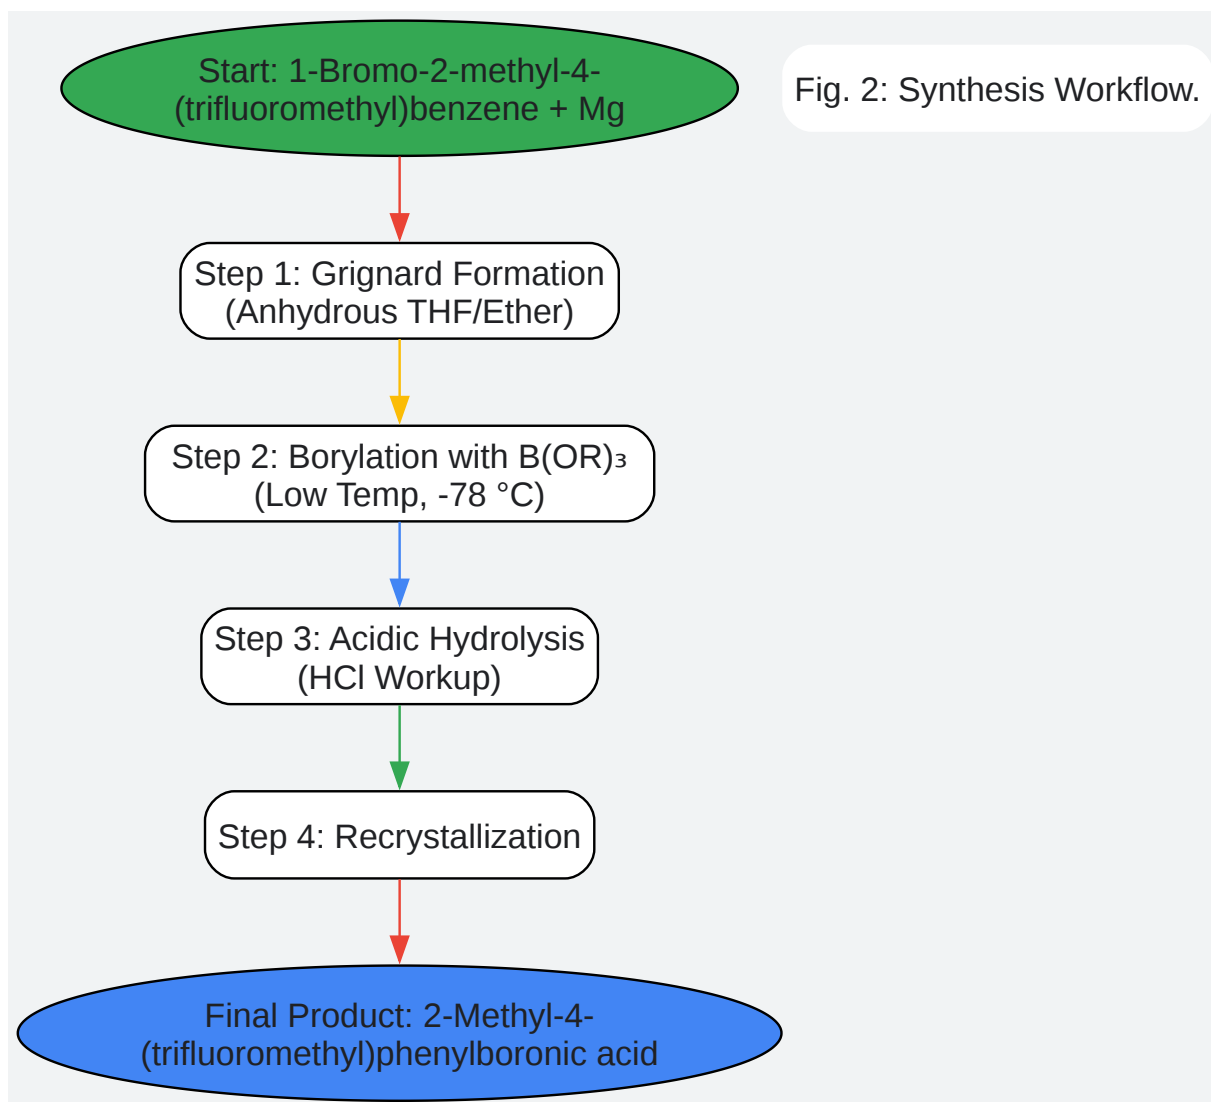 Start: 1-Bromo-2-methyl-4-
(trifluoromethyl)benzene + Mg
Fig. 2: Synthesis Workflow.
Step 1: Grignard Formation
(Anhydrous THF/Ether)
Step 2: Borylation with B(OR)₃
(Low Temp, -78 °C)
Step 3: Acidic Hydrolysis
(HCl Workup)
Step 4: Recrystallization
Final Product: 2-Methyl-4-
(trifluoromethyl)phenylboronic acid